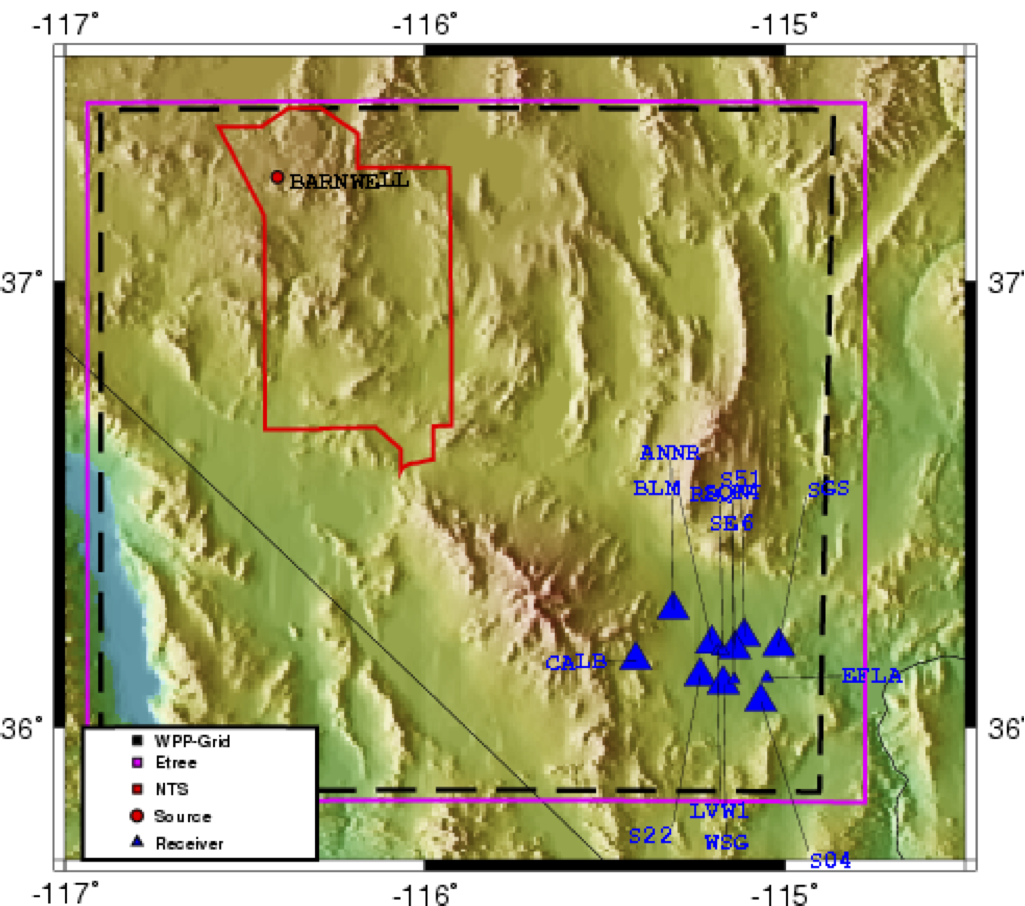 -117° -116° -115°
BARNWELL
37° 37°
ANNR
S51
BLM SGS
SE6
CALB
EFLA
36° 36°
WPP-Grid
Etree
NTS
Source
Receiver
LVW1
S22
WSG
S04
-117° -116° -115°